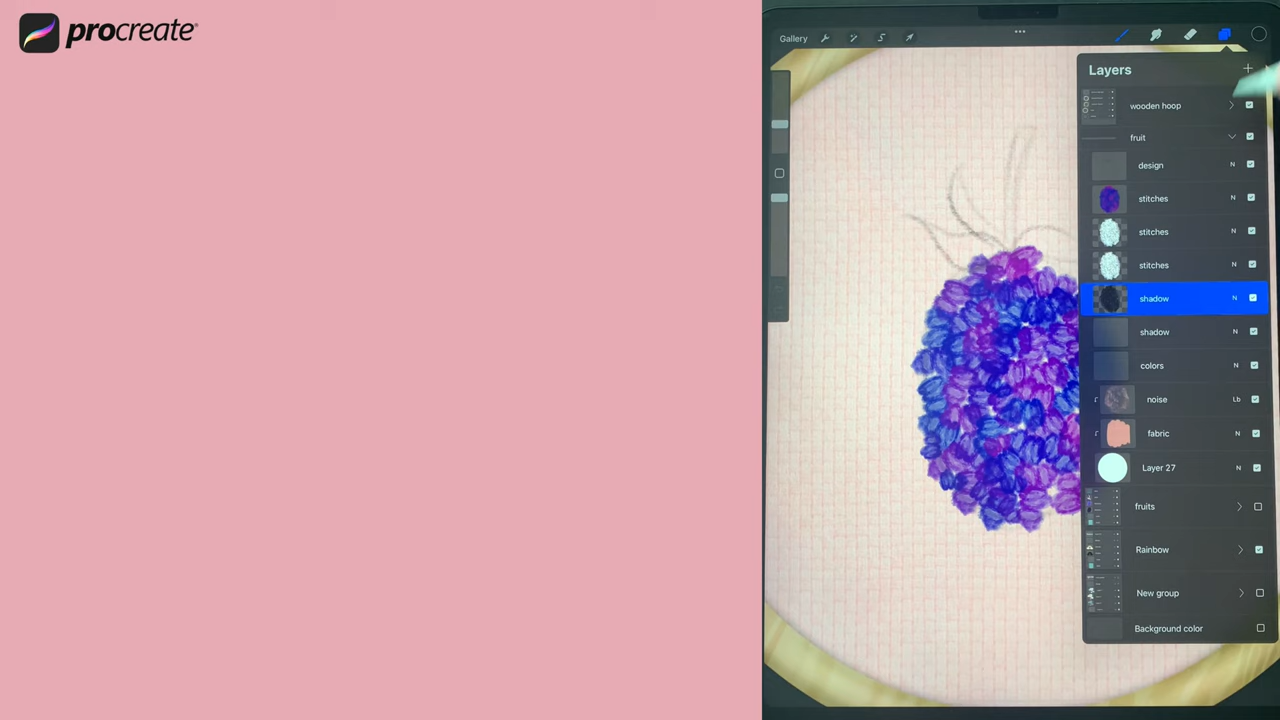 procreate®
Gallery
Layers
wooden hoop
fruit
design N
stitches N
stitches N
stitches N
shadow N
shadow N
colors N
noise Lb
fabric N
Layer 27 N
fruits
Rainbow
New group
Background color